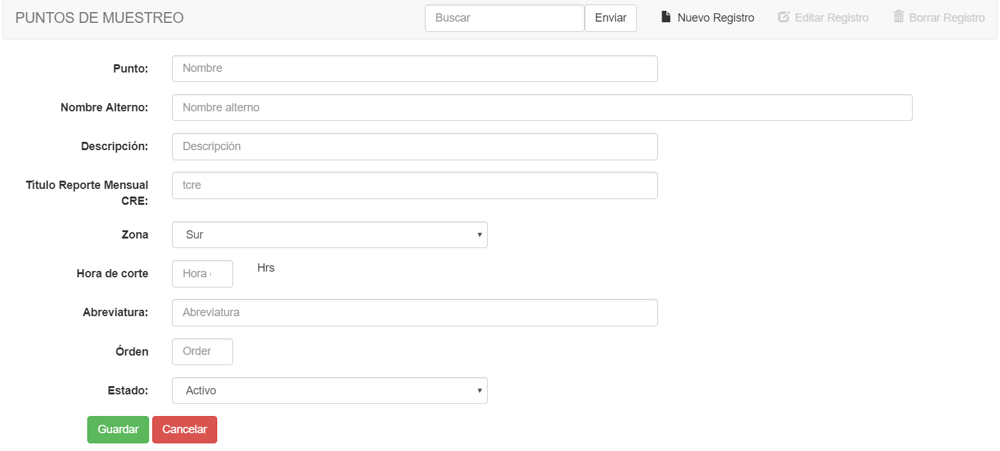 PUNTOS DE MUESTREO Buscar Enviar Nuevo Registro Editar Registro Borrar Registro
Punto: Nombre
Nombre Alterno: Nombre alterno
Descripción: Descripción
Título Reporte Mensual tcre
CRE:
Zona Sur
Hora de corte Hora Hrs
Abreviatura: Abreviatura
Órden Order
Estado: Activo
Guardar Cancelar